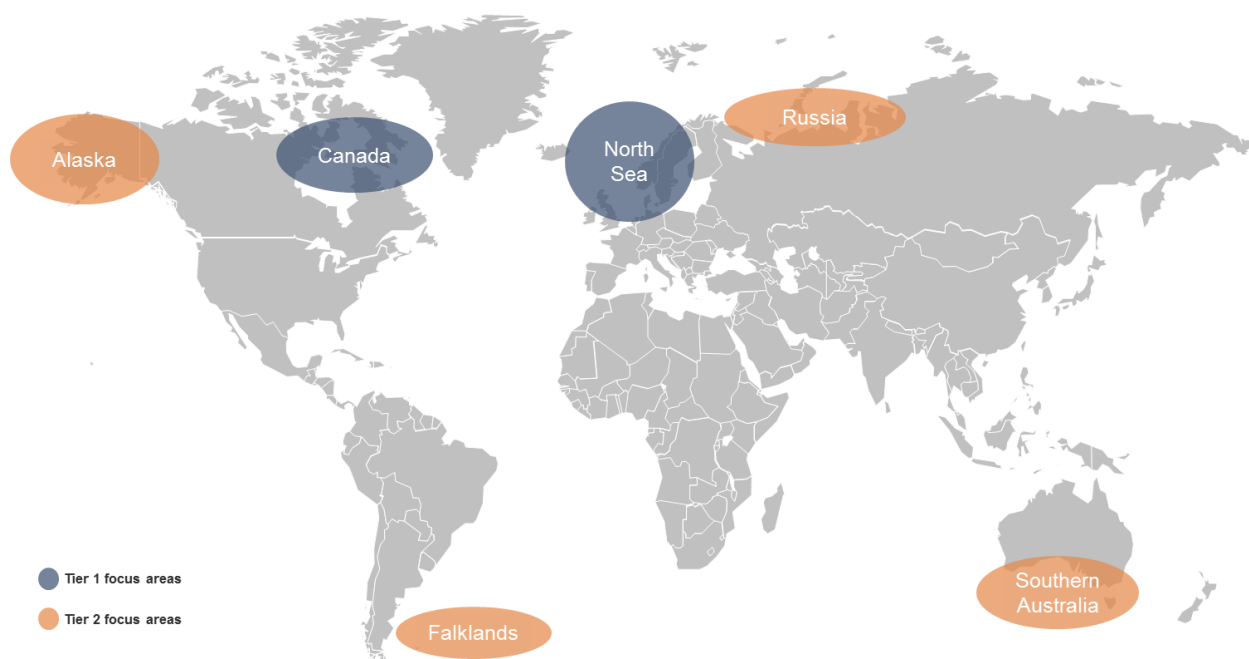 Russia
Alaska
Canada
North
Sea
Tier 1 focus areas
Tier 2 focus areas
Falklands
Southern
Australia